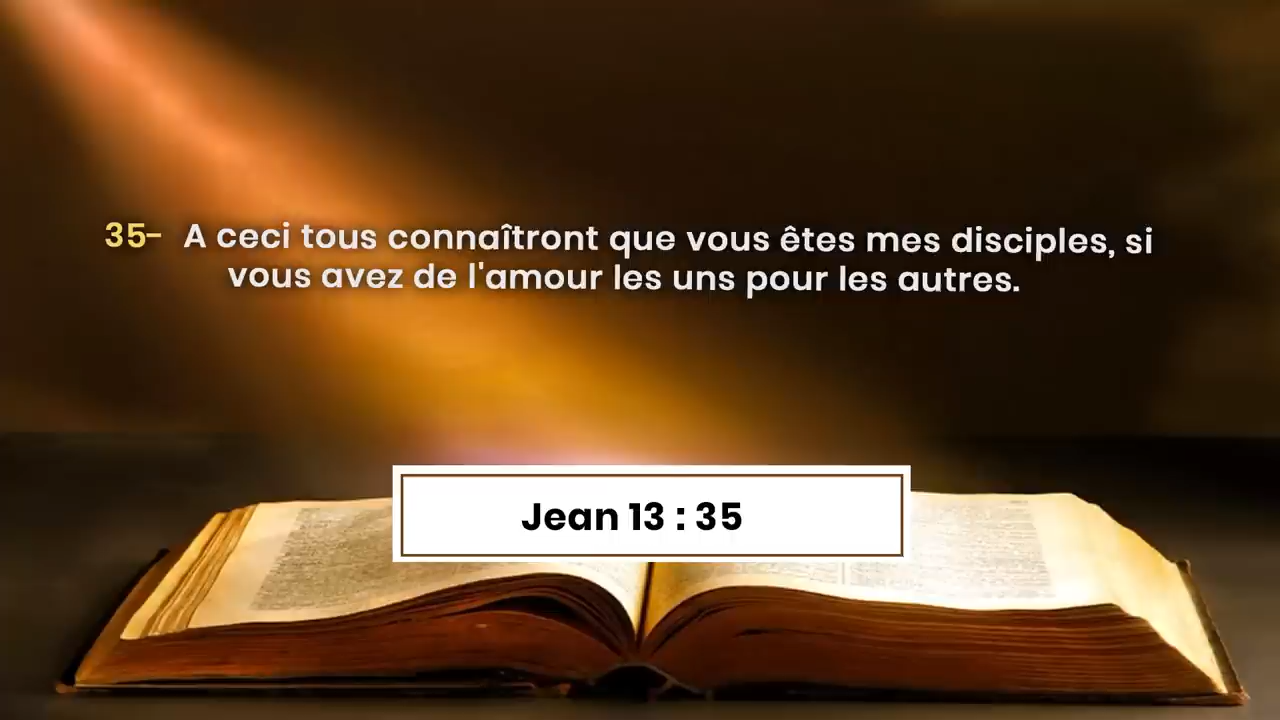 35- A ceci tous connaîtront que vous êtes mes disciples, si
vous avez de l'amour les uns pour les autres.
Jean 13 : 35